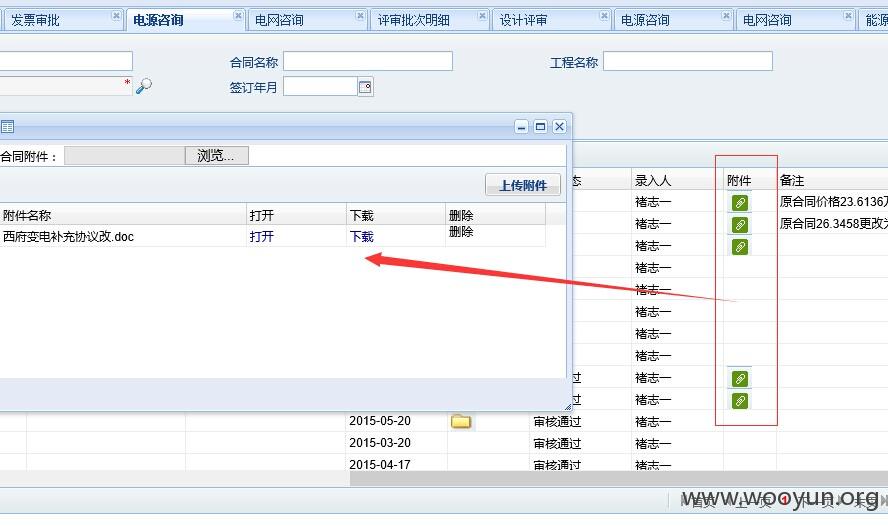 发票审批 电源咨询 电网咨询 评审批次明细 设计评审 电源咨询 电网咨询 能源
合同名称 工程名称
* 签订年月
合同附件： 浏览...
上传附件
附件名称 打开 下载 删除
西府变电补充协议改.doc 打开 下载 删除
态 录入人 附件 备注
褚志一 原合同价格23.6136万
褚志一 原合同26.3458更改为
褚志一
褚志一
褚志一
褚志一
褚志一
褚志一
过 褚志一
过 褚志一
2015-05-20 审核通过 褚志一
2015-03-20 审核通过 褚志一
2015-04-17 审核通过 褚志一
首页 上一页 1 下一页
www.wooyun.org